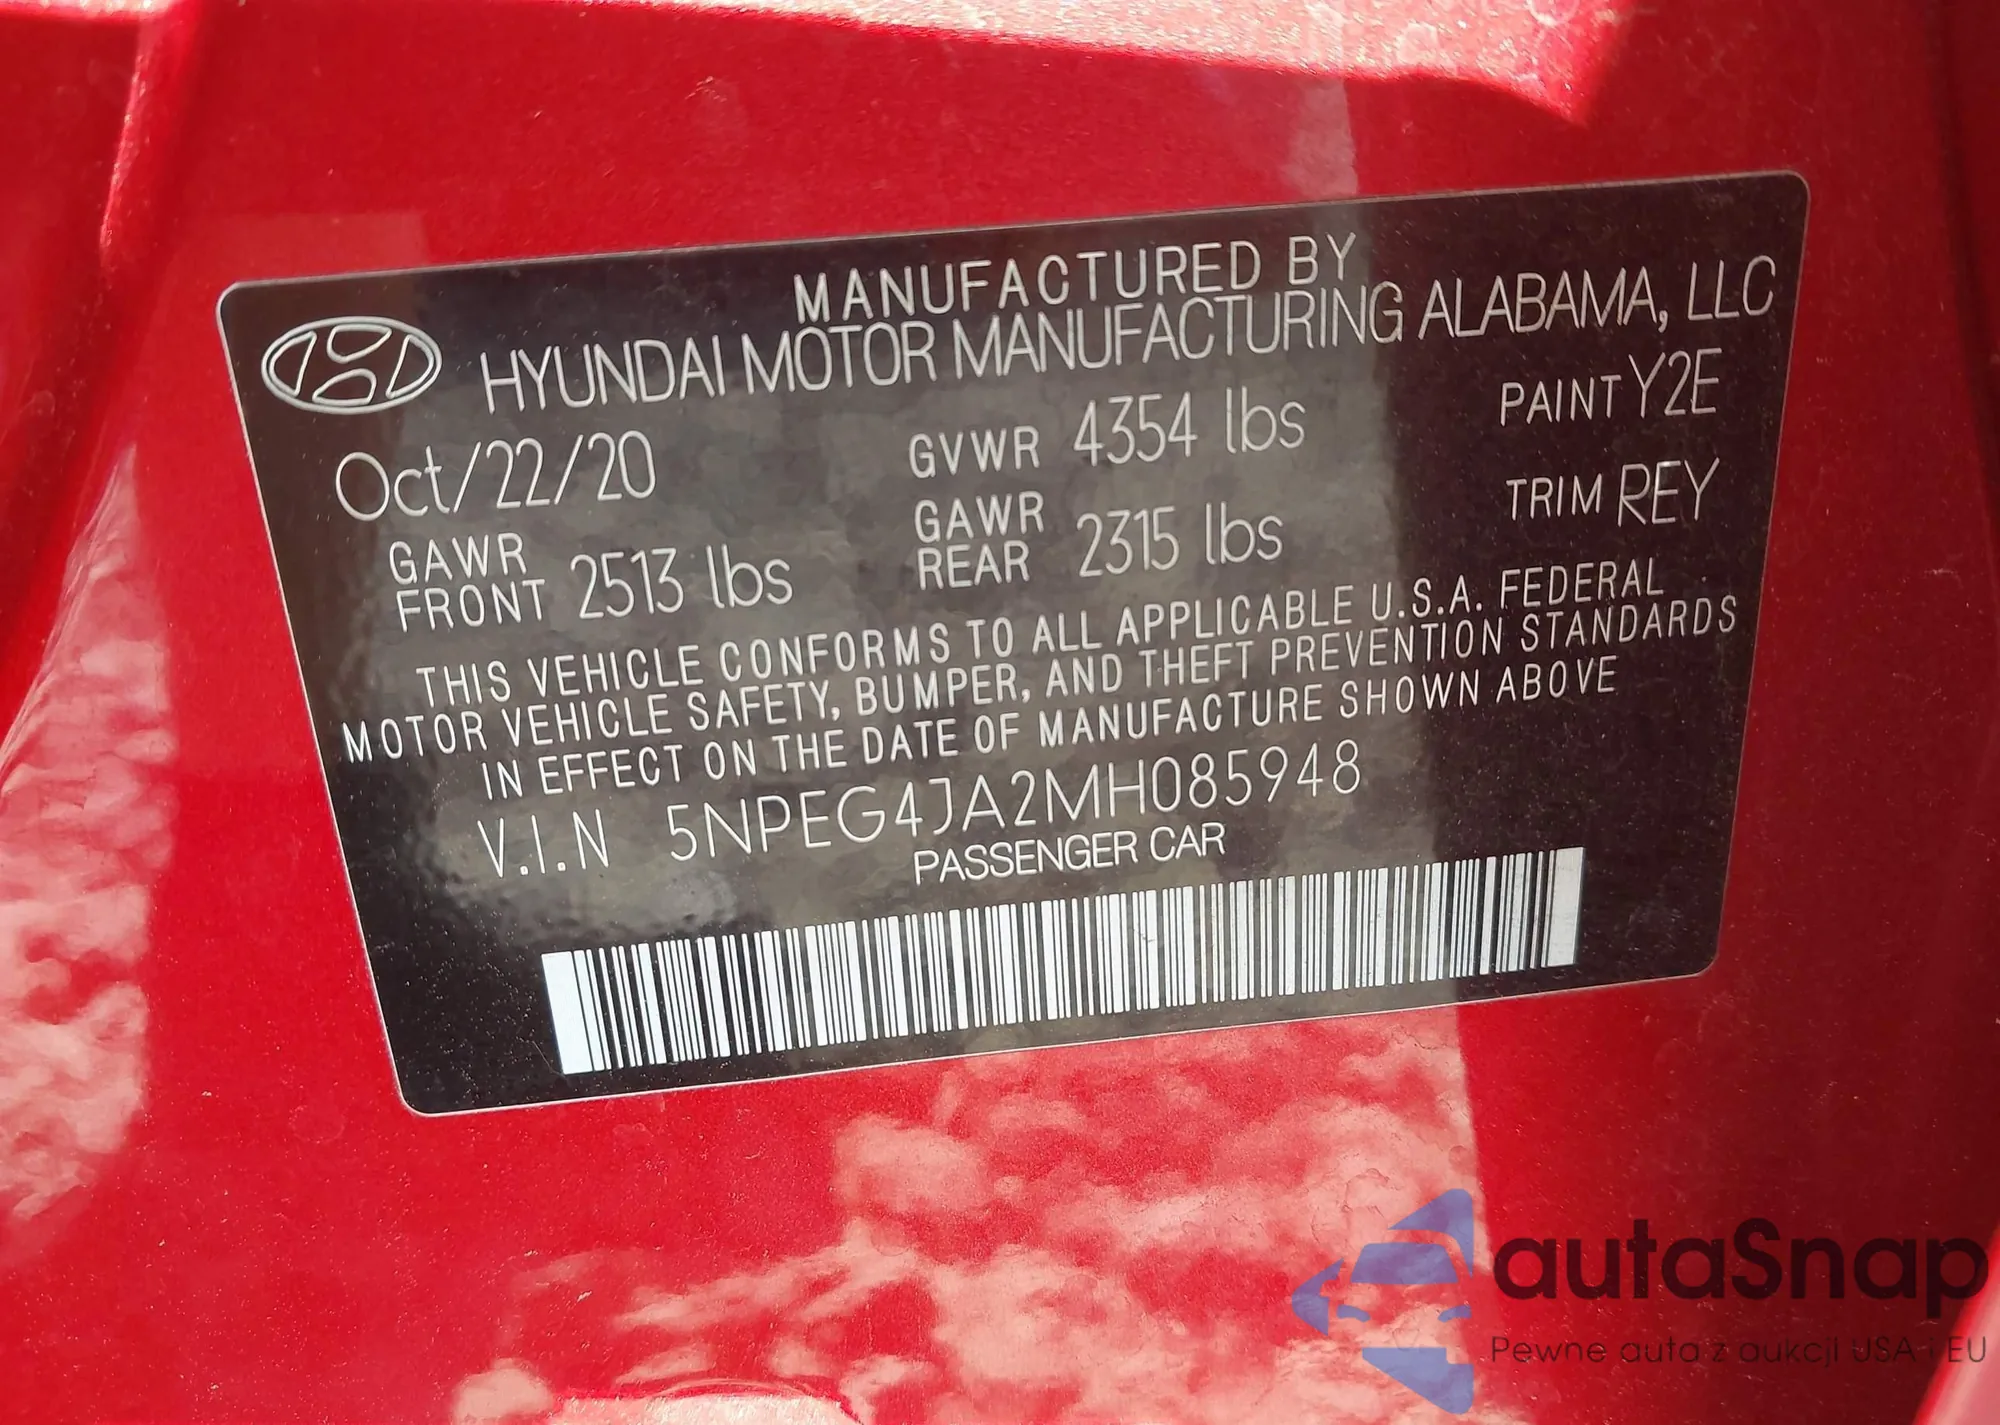 MANUFACTURED BY
HYUNDAI MOTOR MANUFACTURING ALABAMA, LLC
Oct/22/20 GVWR 4354 lbs PAINT Y2E
GAWR FRONT 2513 lbs GAWR REAR 2315 lbs TRIM REY
THIS VEHICLE CONFORMS TO ALL APPLICABLE U.S.A. FEDERAL
MOTOR VEHICLE SAFETY, BUMPER, AND THEFT PREVENTION STANDARDS
IN EFFECT ON THE DATE OF MANUFACTURE SHOWN ABOVE
V.I.N 5NPEG4JA2MH085948
PASSENGER CAR
autaSnap
Pewne auta z aukcji USA i EU